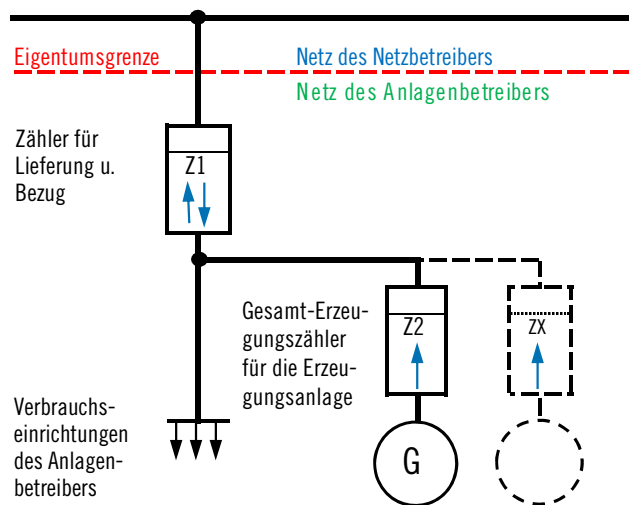 Eigentumsgrenze
Netz des Netzbetreibers
Netz des Anlagenbetreibers
Zähler für
Lieferung u.
Bezug
Z1
Gesamt-Erzeu-
gungszähler
für die Erzeu-
gungsanlage
Z2
ZX
Verbrauchs-
einrichtungen
des Anlagen-
betreibers
G